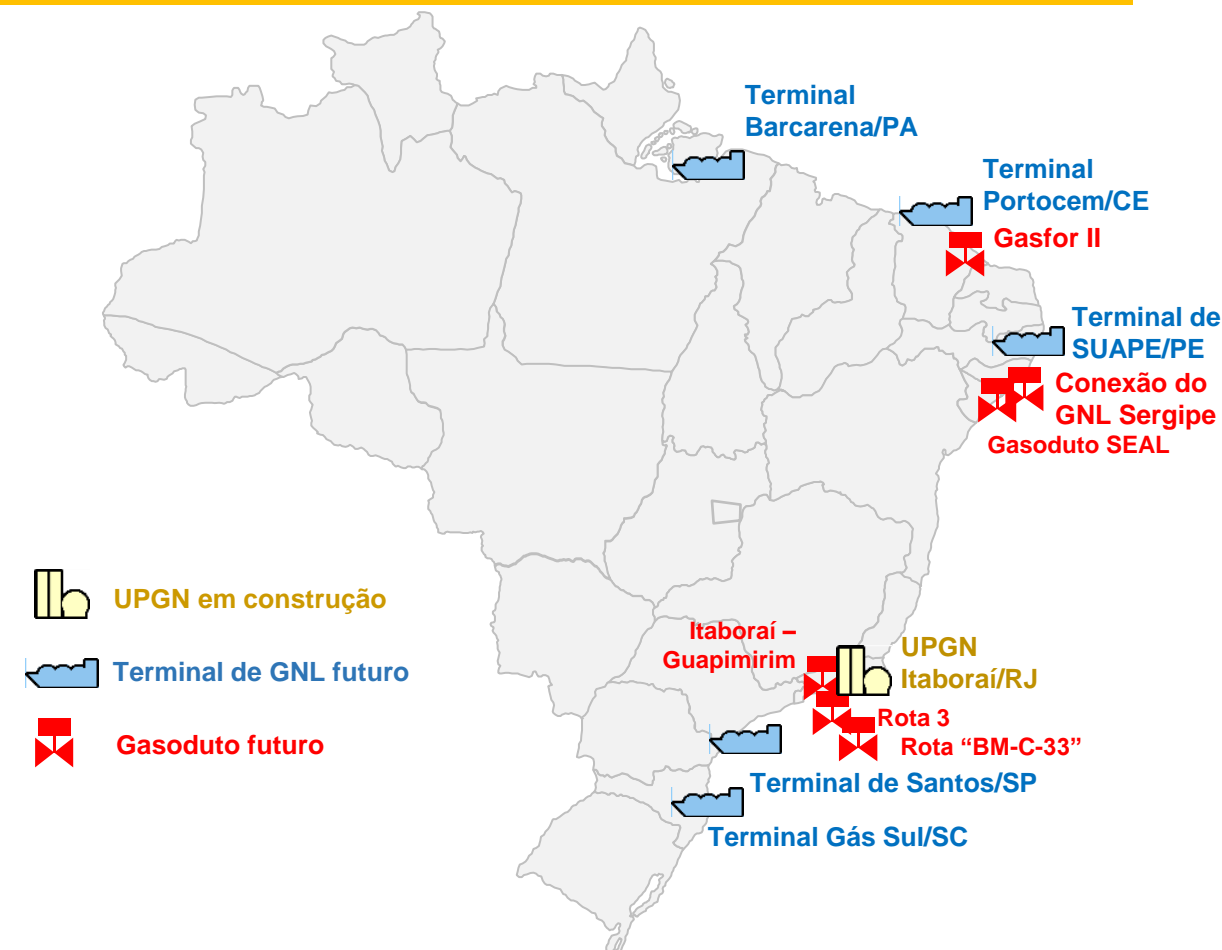 Terminal
Barcarena/PA
Terminal
Portocem/CE
Gasfor II
Terminal de
SUAPE/PE
Conexão do
GNL Sergipe
Gasoduto SEAL
UPGN em construção
Terminal de GNL futuro
Gasoduto futuro
Itaboraí –
Guapimirim
UPGN
Itaboraí/RJ
Rota 3
Rota “BM-C-33”
Terminal de Santos/SP
Terminal Gás Sul/SC